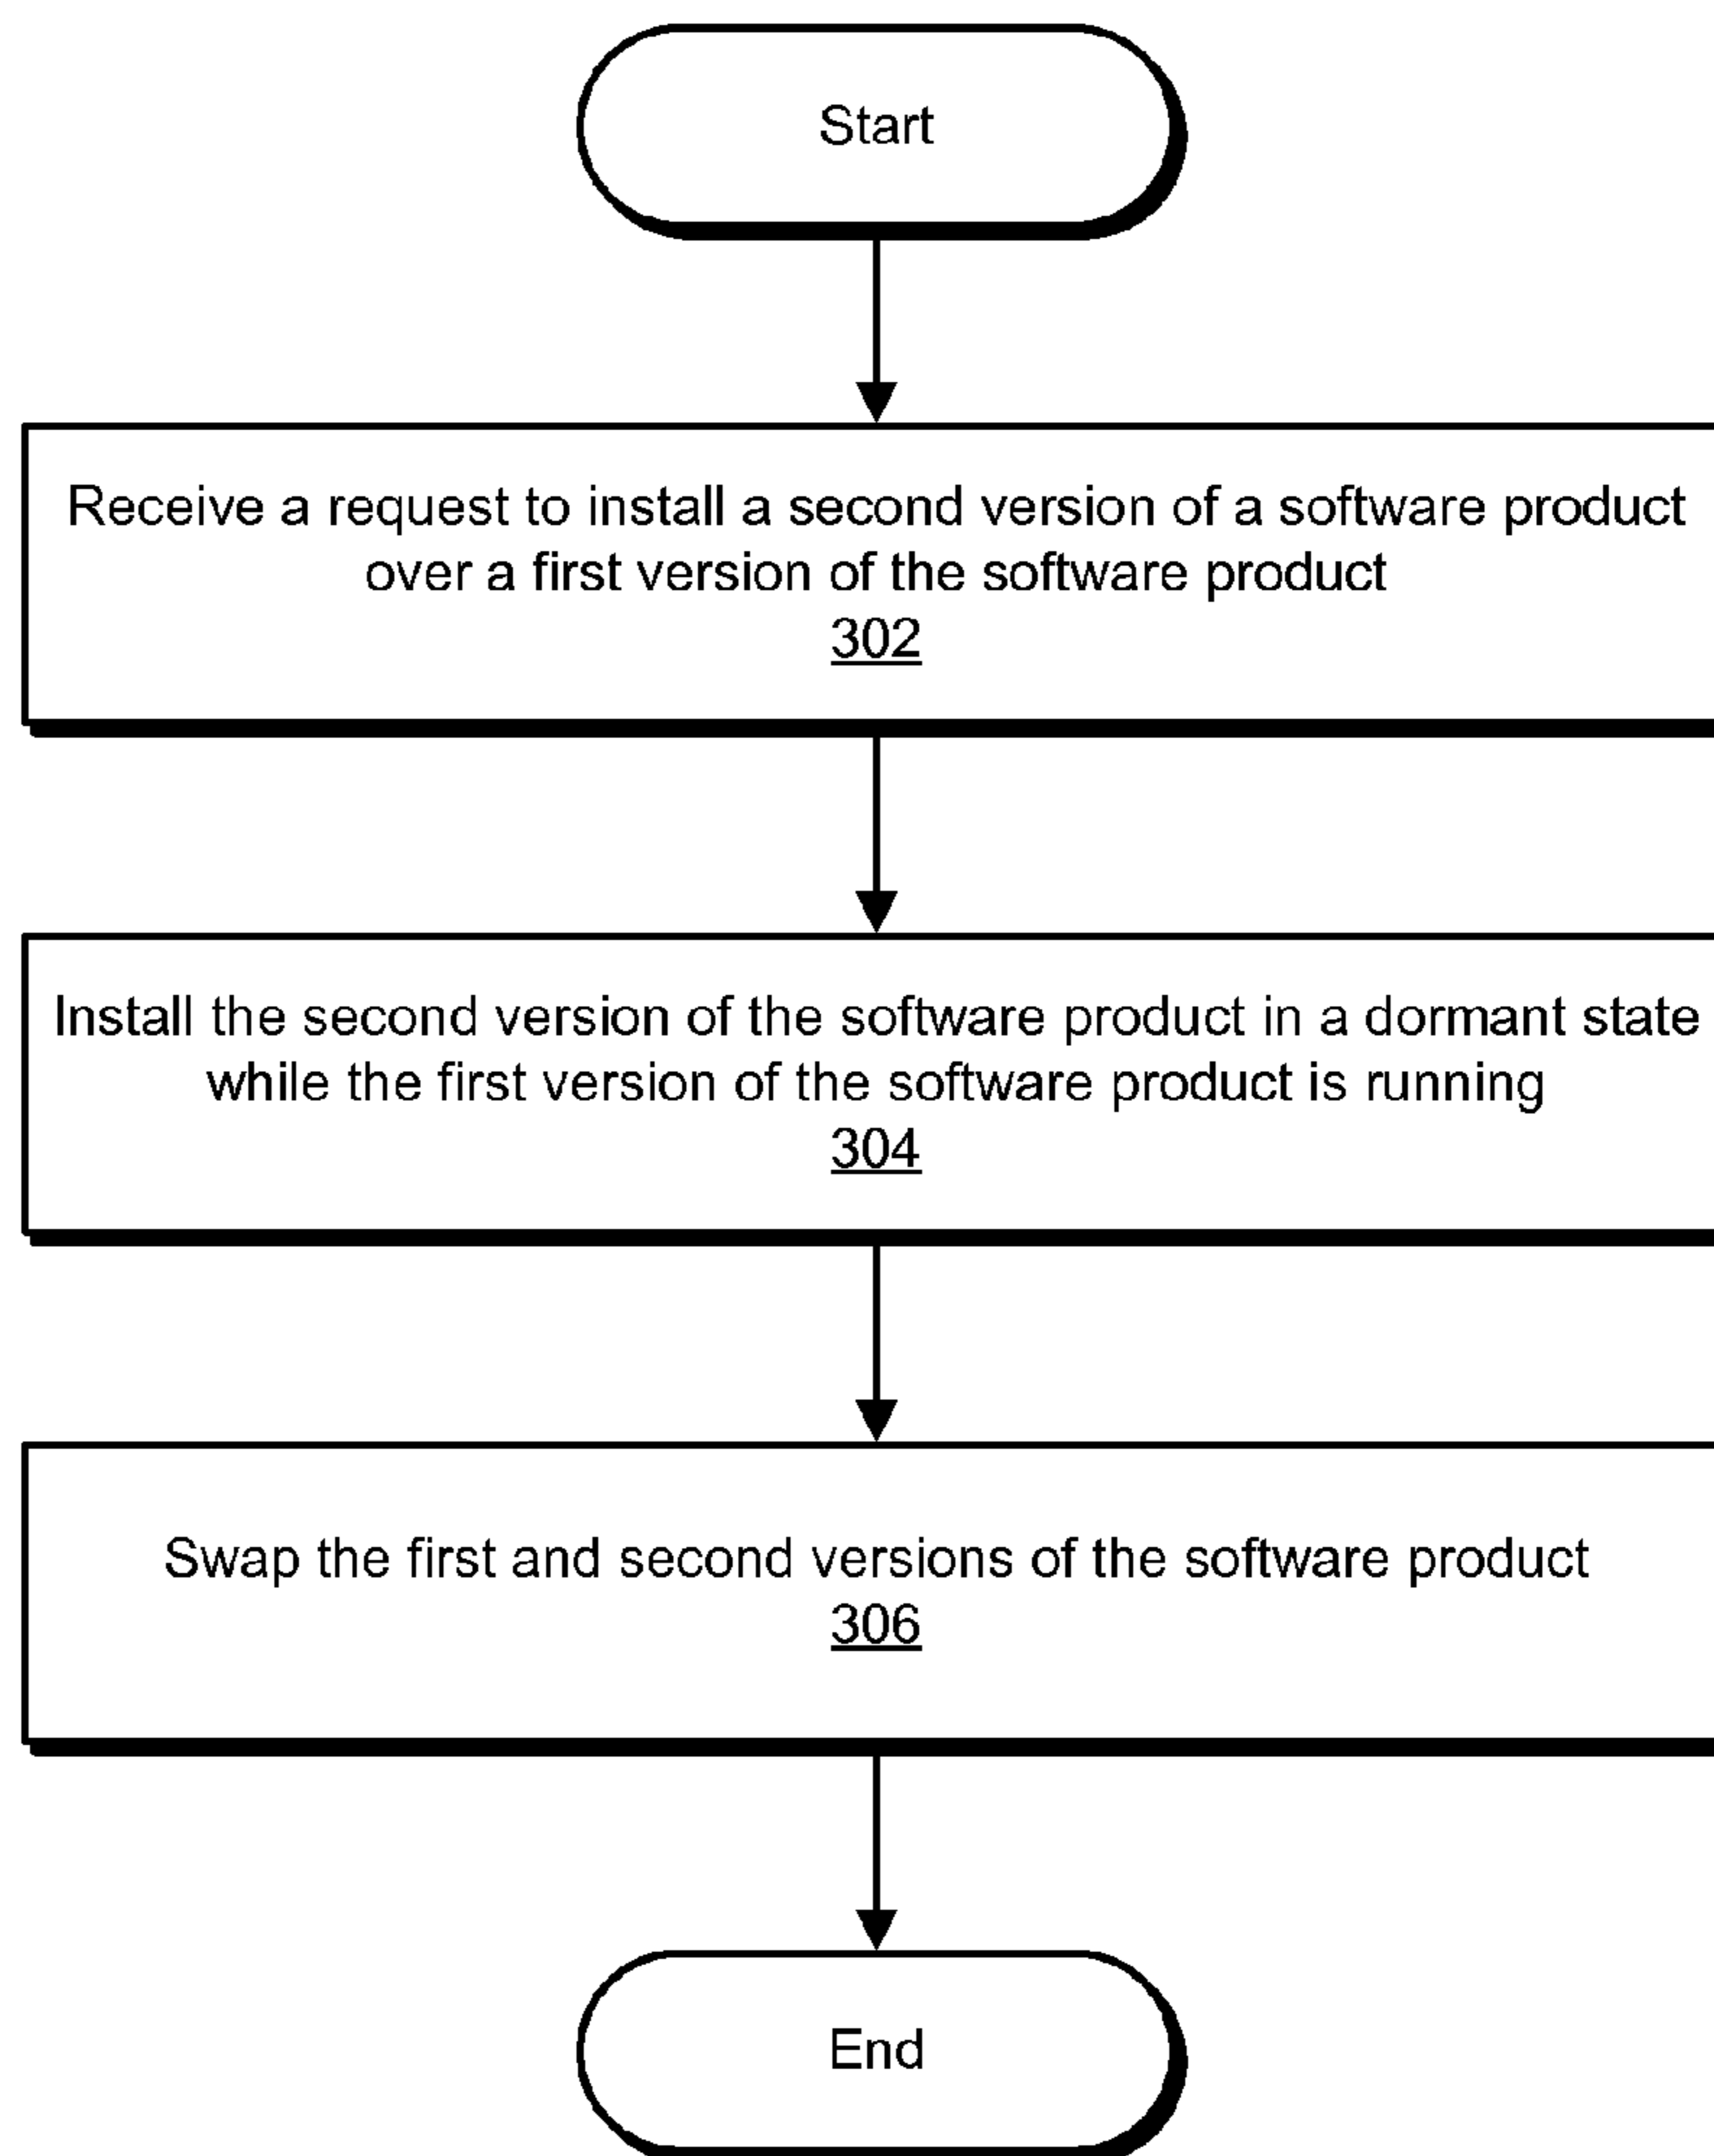 Start
Receive a request to install a second version of a software product
over a first version of the software product
302
Install the second version of the software product in a dormant state
while the first version of the software product is running
304
Swap the first and second versions of the software product
306
End